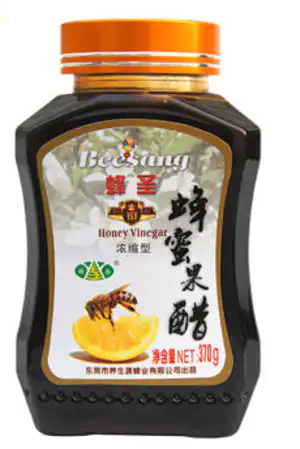 Beesang
蜂圣
Honey Vinegar
浓缩型
蜂蜜果醋
净含量NET:370g
东莞市养生源蜂业有限公司出品